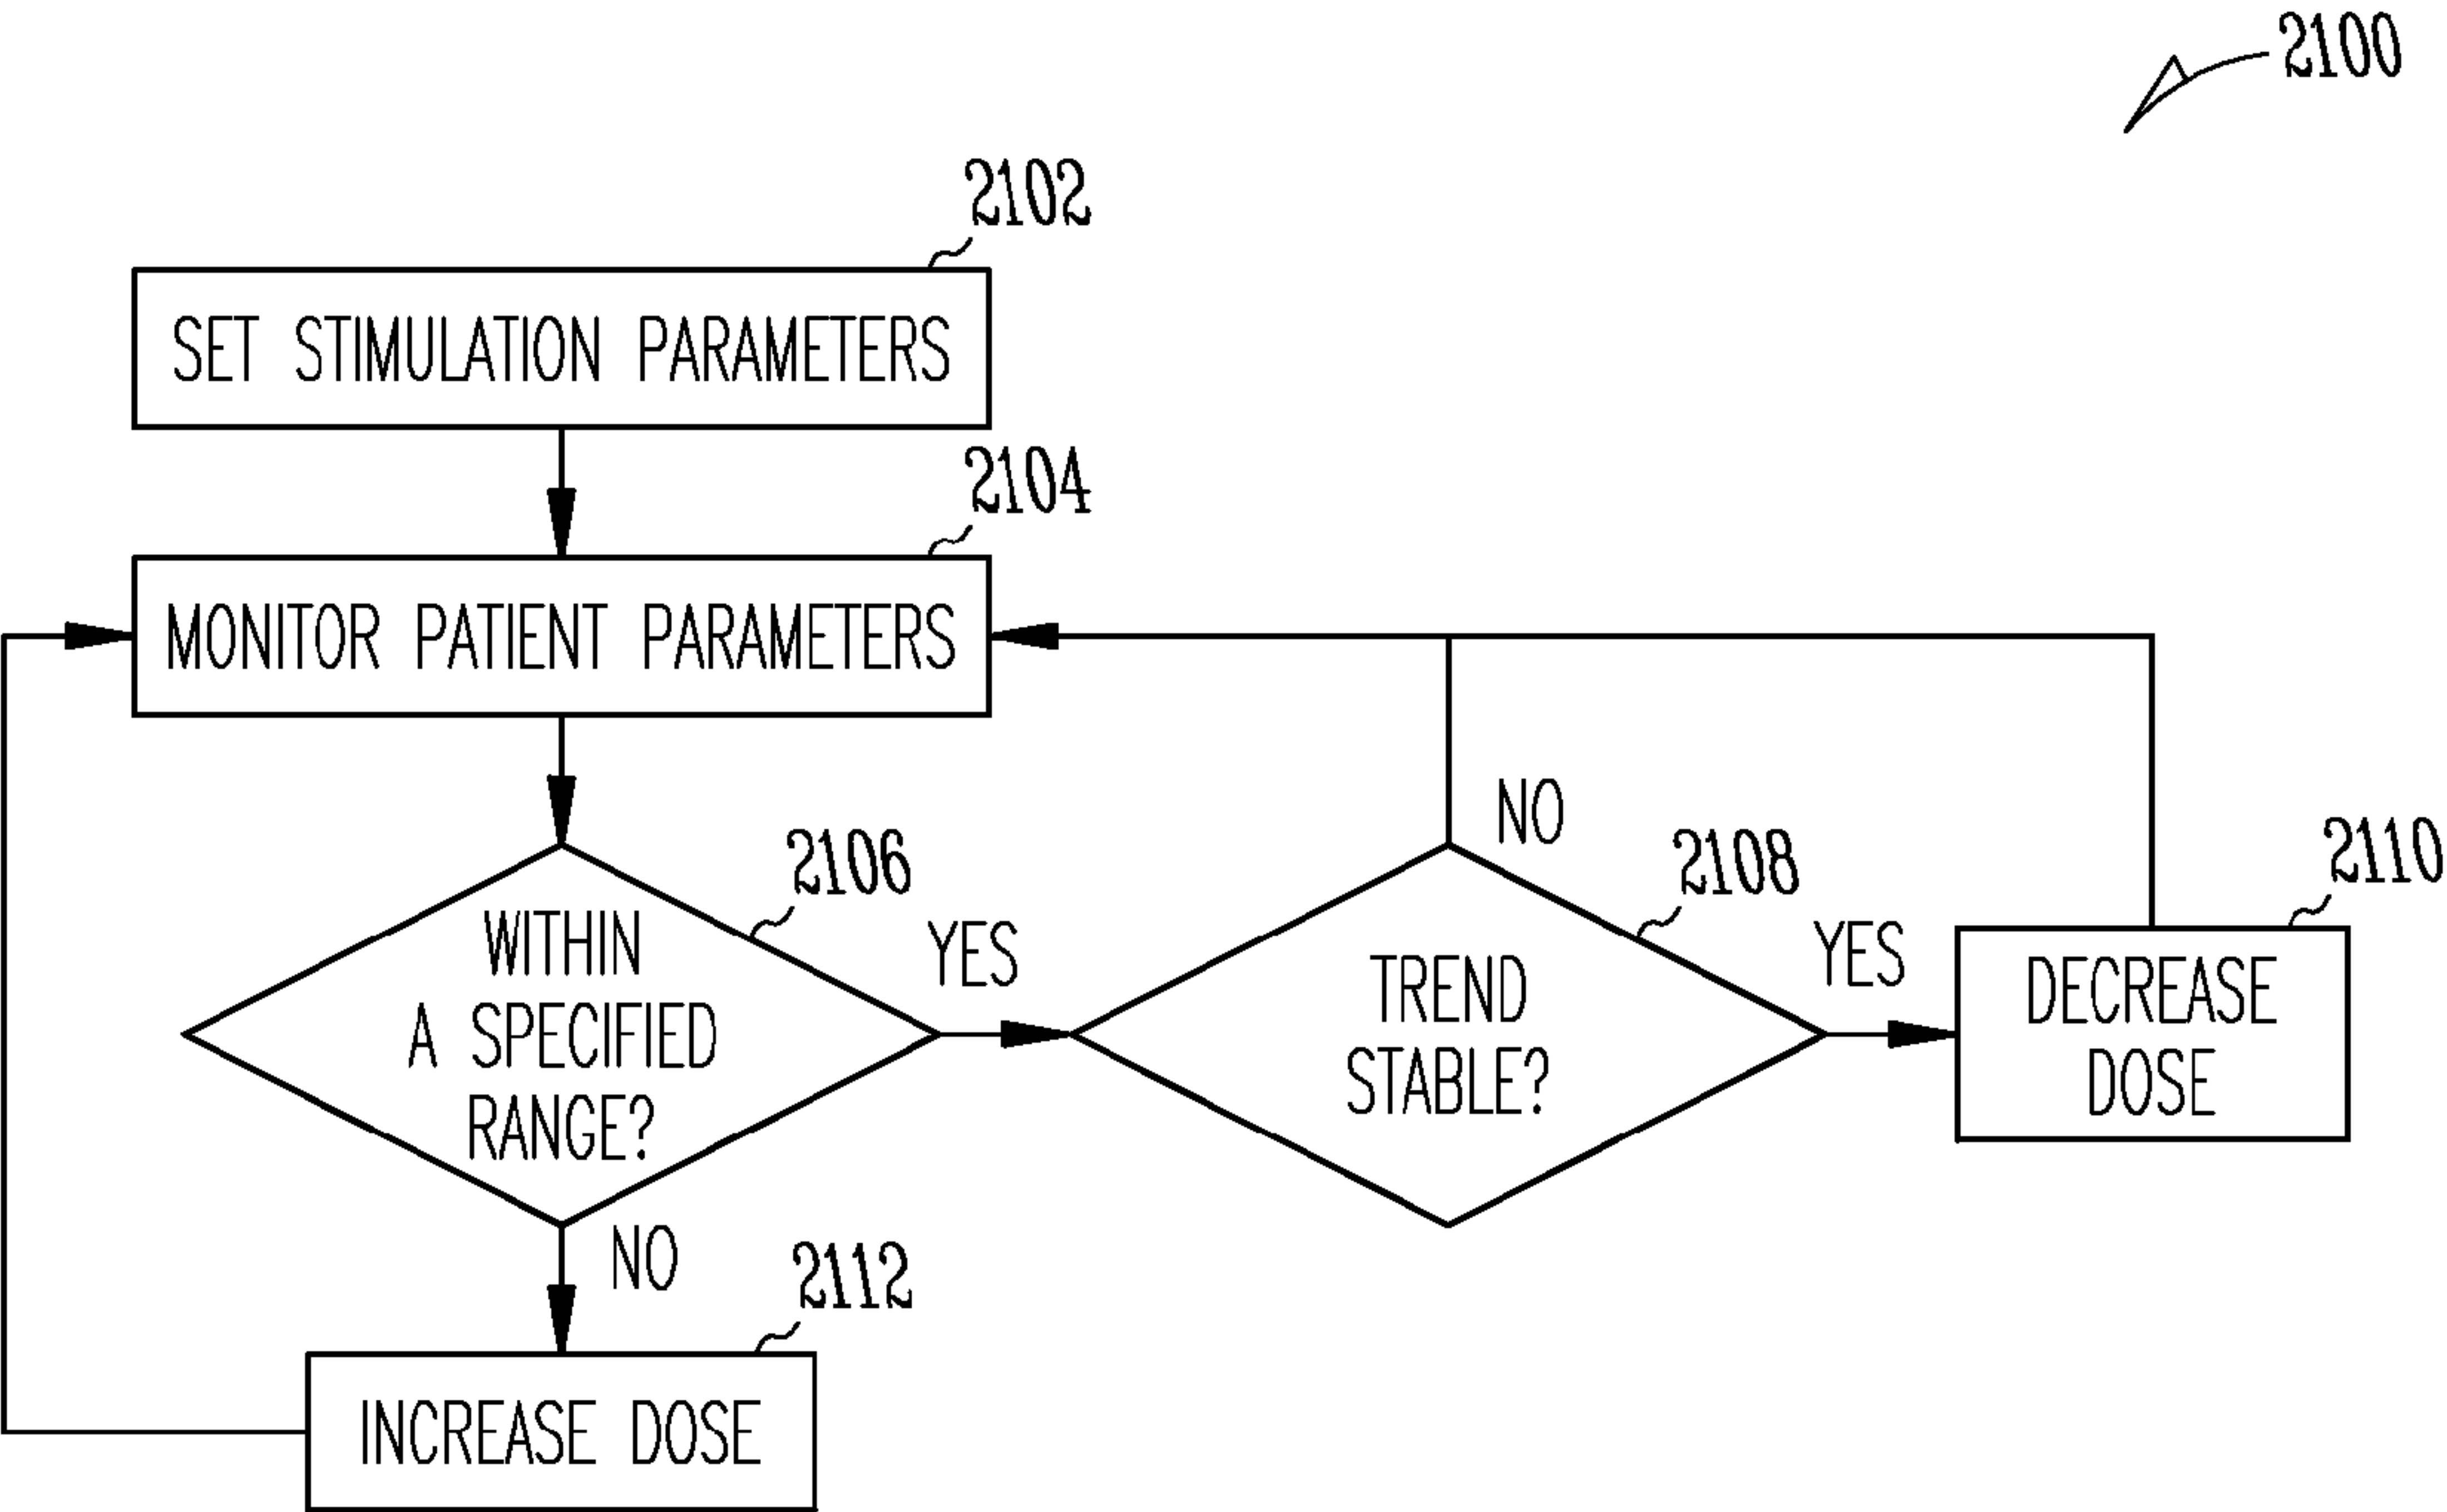 2100
2102
SET STIMULATION PARAMETERS
2104
MONITOR PATIENT PARAMETERS
2106
WITHIN
A SPECIFIED
RANGE?
YES
NO
2108
TREND
STABLE?
NO
YES
2110
DECREASE
DOSE
2112
INCREASE DOSE